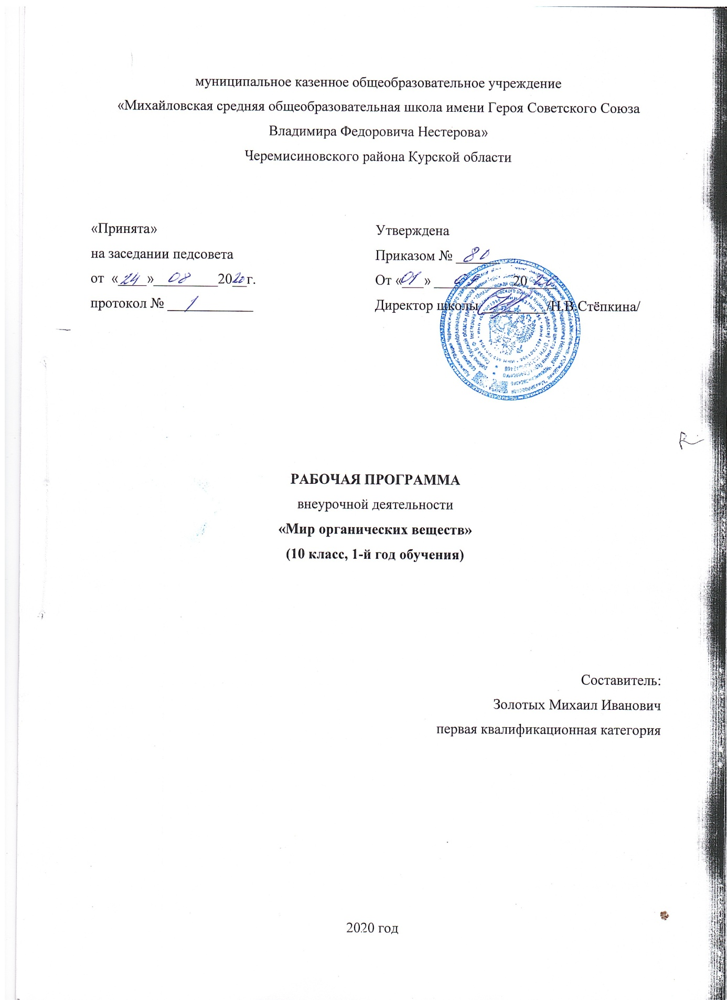 муниципальное казенное общеобразовательное учреждение
«Михайловская средняя общеобразовательная школа имени Героя Советского Союза
Владимира Федоровича Нестерова»
Черемисиновского района Курской области
«Принята»
на заседании педсовета
от «24» 08 2020г.
протокол № 1
Утверждена
Приказом № 80
От «01» 20
Директор школы /Н.В.Стёпкина/
РАБОЧАЯ ПРОГРАММА
внеурочной деятельности
«Мир органических веществ»
(10 класс, 1-й год обучения)
Составитель:
Золотых Михаил Иванович
первая квалификационная категория
2020 год